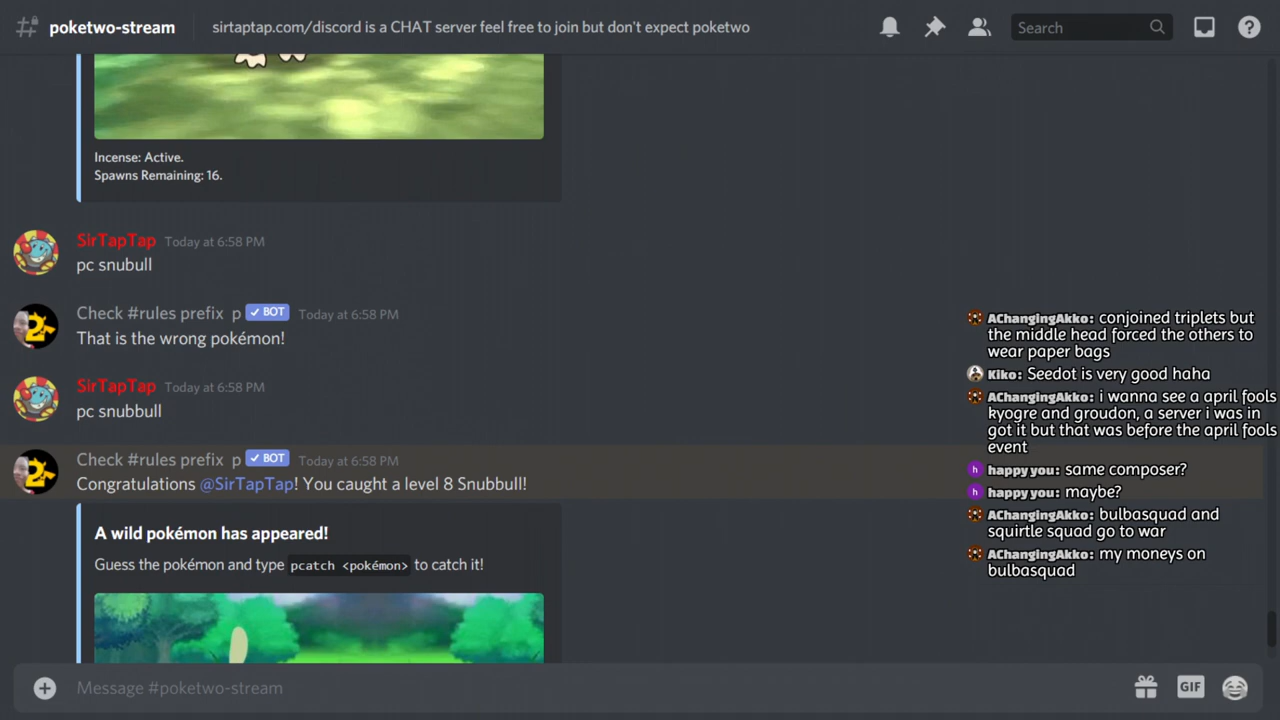 poketwo-stream
sirtaptap.com/discord is a CHAT server feel free to join but don't expect poketwo
Search
Incense: Active.
Spawns Remaining: 16.
SirTapTap Today at 6:58 PM
pc snubull
Check #rules prefix p ✓ BOT Today at 6:58 PM
That is the wrong pokémon!
SirTapTap Today at 6:58 PM
pc snubbull
Check #rules prefix p ✓ BOT Today at 6:58 PM
Congratulations @SirTapTap! You caught a level 8 Snubbull!
A wild pokémon has appeared!
Guess the pokémon and type pcatch <pokémon> to catch it!
Message #poketwo-stream
GIF
AChangingAkko: conjoined triplets but
the middle head forced the others to
wear paper bags
Kiko: Seedot is very good haha
AChangingAkko: i wanna see a april fools
kyogre and groudon, a server i was in
got it but that was before the april fools
event
h happy you: same composer?
h happy you: maybe?
AChangingAkko: bulbasquad and
squirtle squad go to war
AChangingAkko: my moneys on
bulbasquad